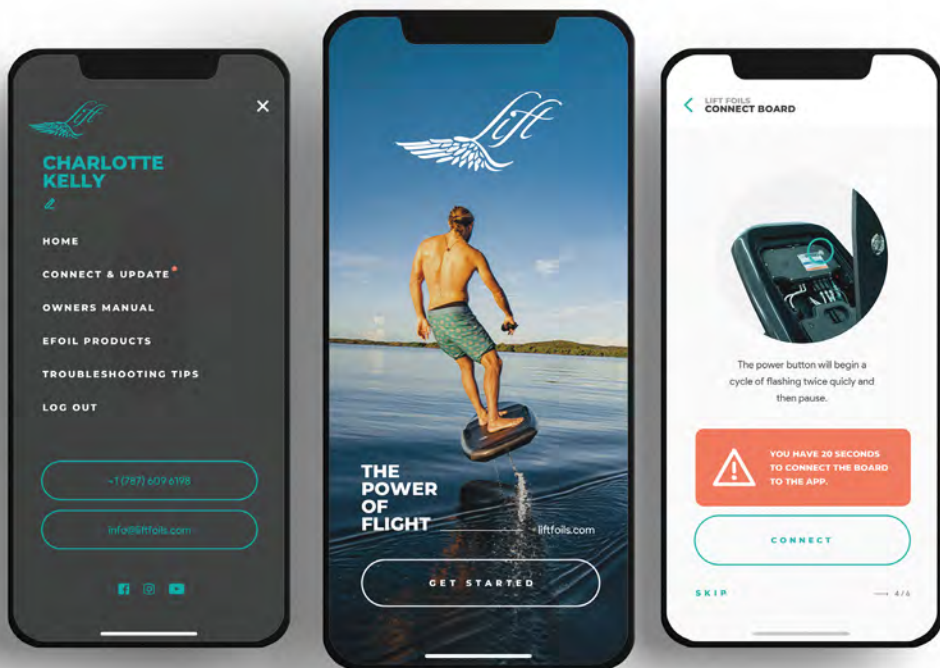 Lift
CHARLOTTE
KELLY
HOME
CONNECT & UPDATE
OWNERS MANUAL
EFOIL PRODUCTS
TROUBLESHOOTING TIPS
LOG OUT
+1 (787) 609 6198
info@liftfoils.com
Lift
THE
POWER
OF
FLIGHT
liftfoils.com
GET STARTED
LIFT FOILS
CONNECT BOARD
The power button will begin a
cycle of flashing twice quicly and
then pause.
YOU HAVE 20 SECONDS
TO CONNECT THE BOARD
TO THE APP.
CONNECT
SKIP
4/6